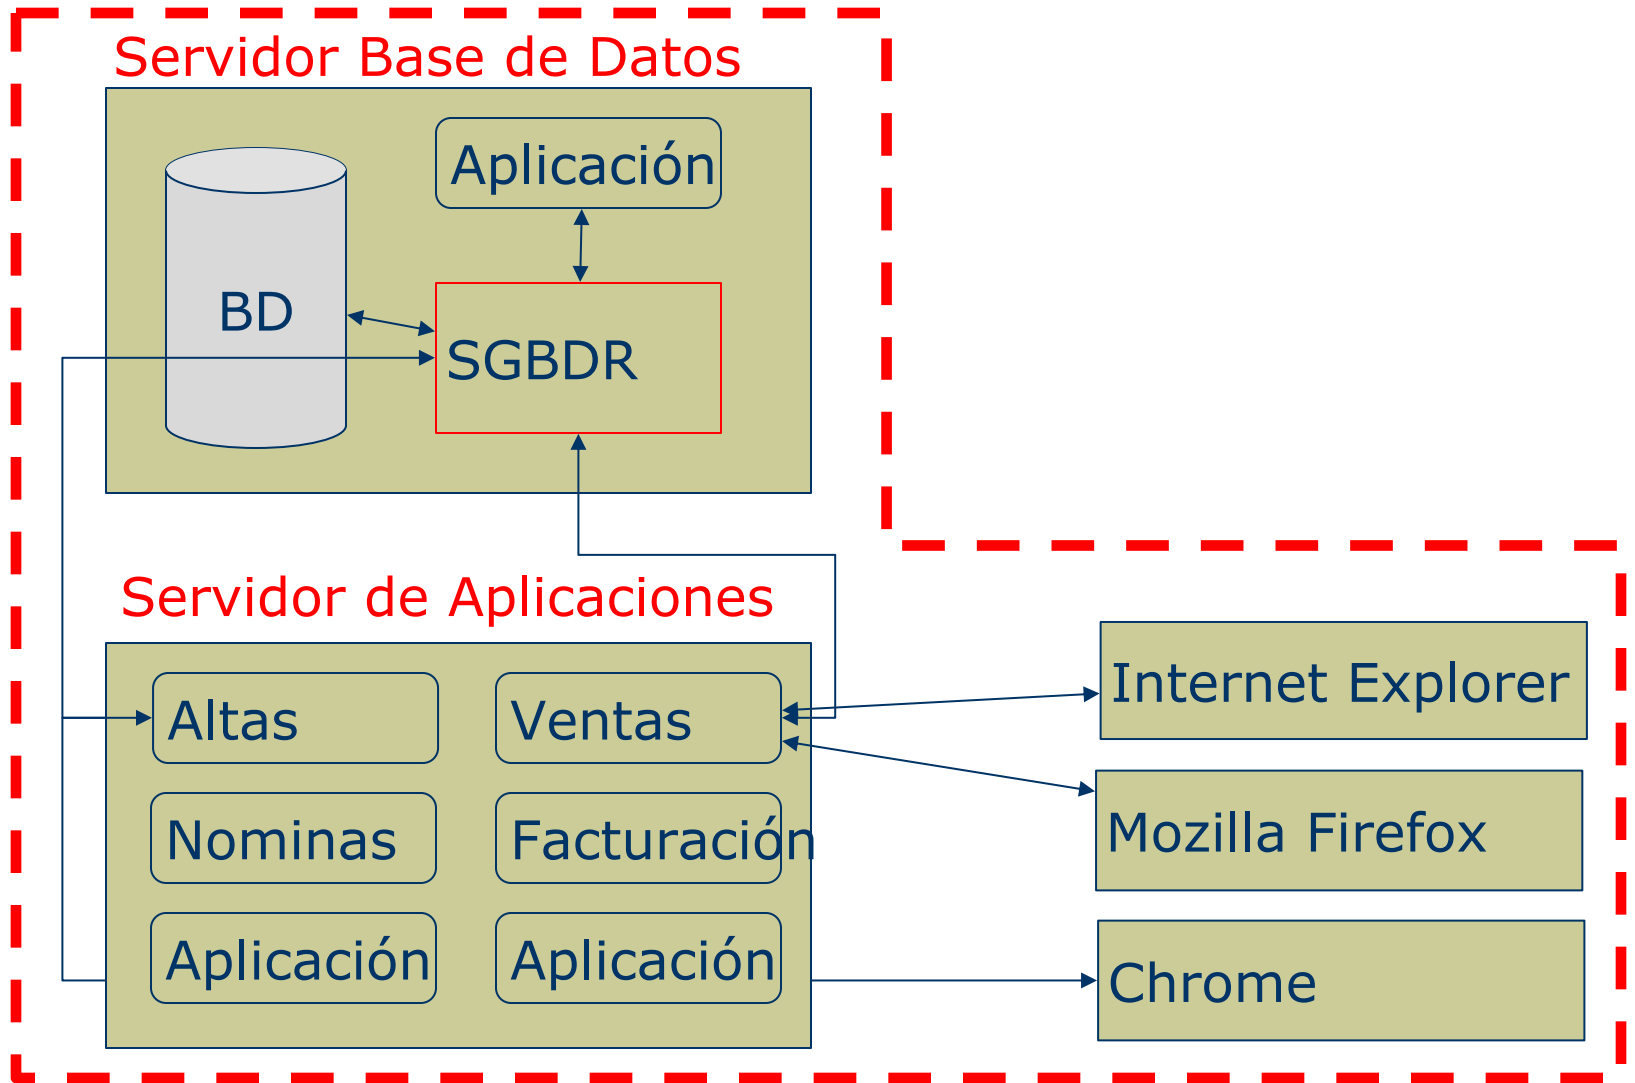 Servidor Base de Datos
Aplicación
BD
SGBDR
Servidor de Aplicaciones
Altas
Ventas
Internet Explorer
Nominas
Facturación
Mozilla Firefox
Aplicación
Aplicación
Chrome